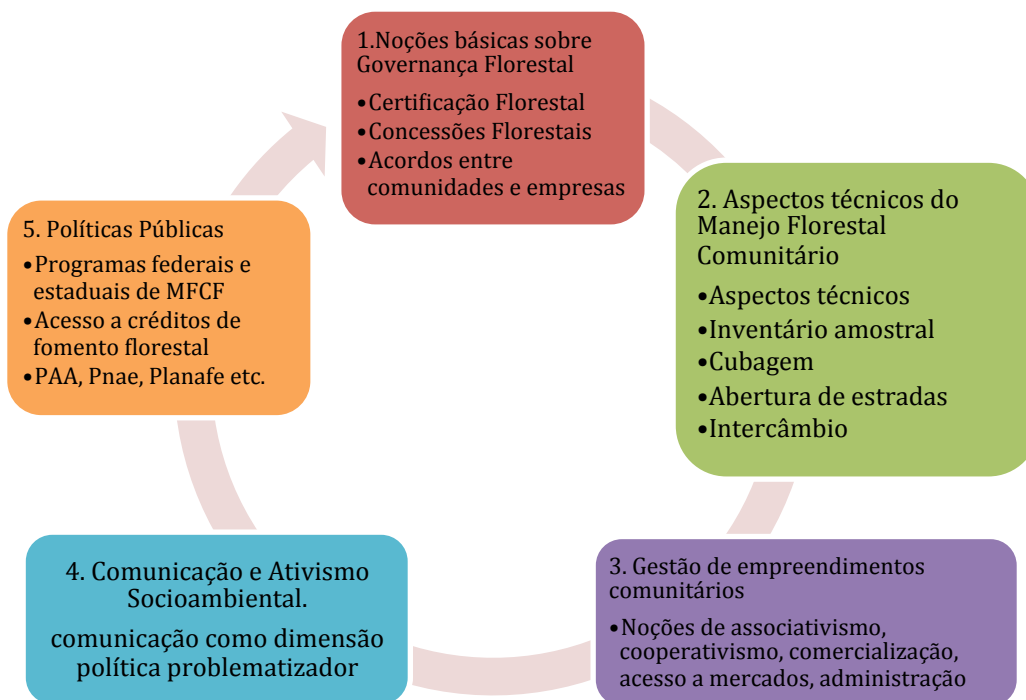 1.Noções básicas sobre
Governança Florestal
•Certificação Florestal
•Concessões Florestais
•Acordos entre
comunidades e empresas
2. Aspectos técnicos do
Manejo Florestal
Comunitário
•Aspectos técnicos
•Inventário amostral
•Cubagem
•Abertura de estradas
•Intercâmbio
3. Gestão de empreendimentos
comunitários
•Noções de associativismo,
cooperativismo, comercialização,
acesso a mercados, administração
4. Comunicação e Ativismo
Socioambiental.
comunicação como dimensão
política problematizador
5. Políticas Públicas
•Programas federais e
estaduais de MFCF
•Acesso a créditos de
fomento florestal
•PAA, Pnae, Planafe etc.